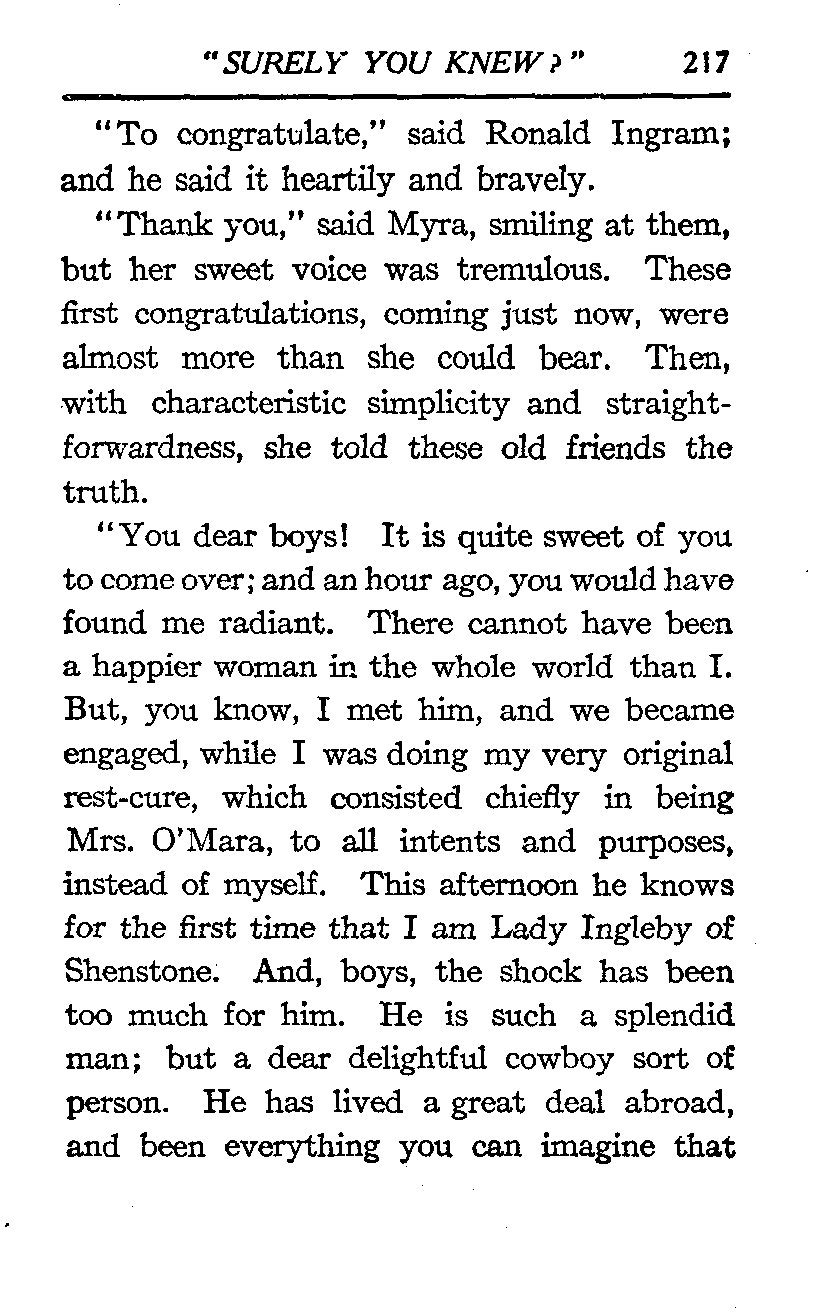 "SURELY YOU KNEW?" 217
"To congratulate," said Ronald Ingram;
and he said it heartily and bravely.
"Thank you," said Myra, smiling at them,
but her sweet voice was tremulous. These
first congratulations, coming just now, were
almost more than she could bear. Then,
with characteristic simplicity and straight-
forwardness, she told these old friends the
truth.
"You dear boys! It is quite sweet of you
to come over; and an hour ago, you would have
found me radiant. There cannot have been
a happier woman in the whole world than I.
But, you know, I met him, and we became
engaged, while I was doing my very original
rest-cure, which consisted chiefly in being
Mrs. O'Mara, to all intents and purposes,
instead of myself. This afternoon he knows
for the first time that I am Lady Ingleby of
Shenstone. And, boys, the shock has been
too much for him. He is such a splendid
man; but a dear delightful cowboy sort of
person. He has lived a great deal abroad,
and been everything you can imagine that